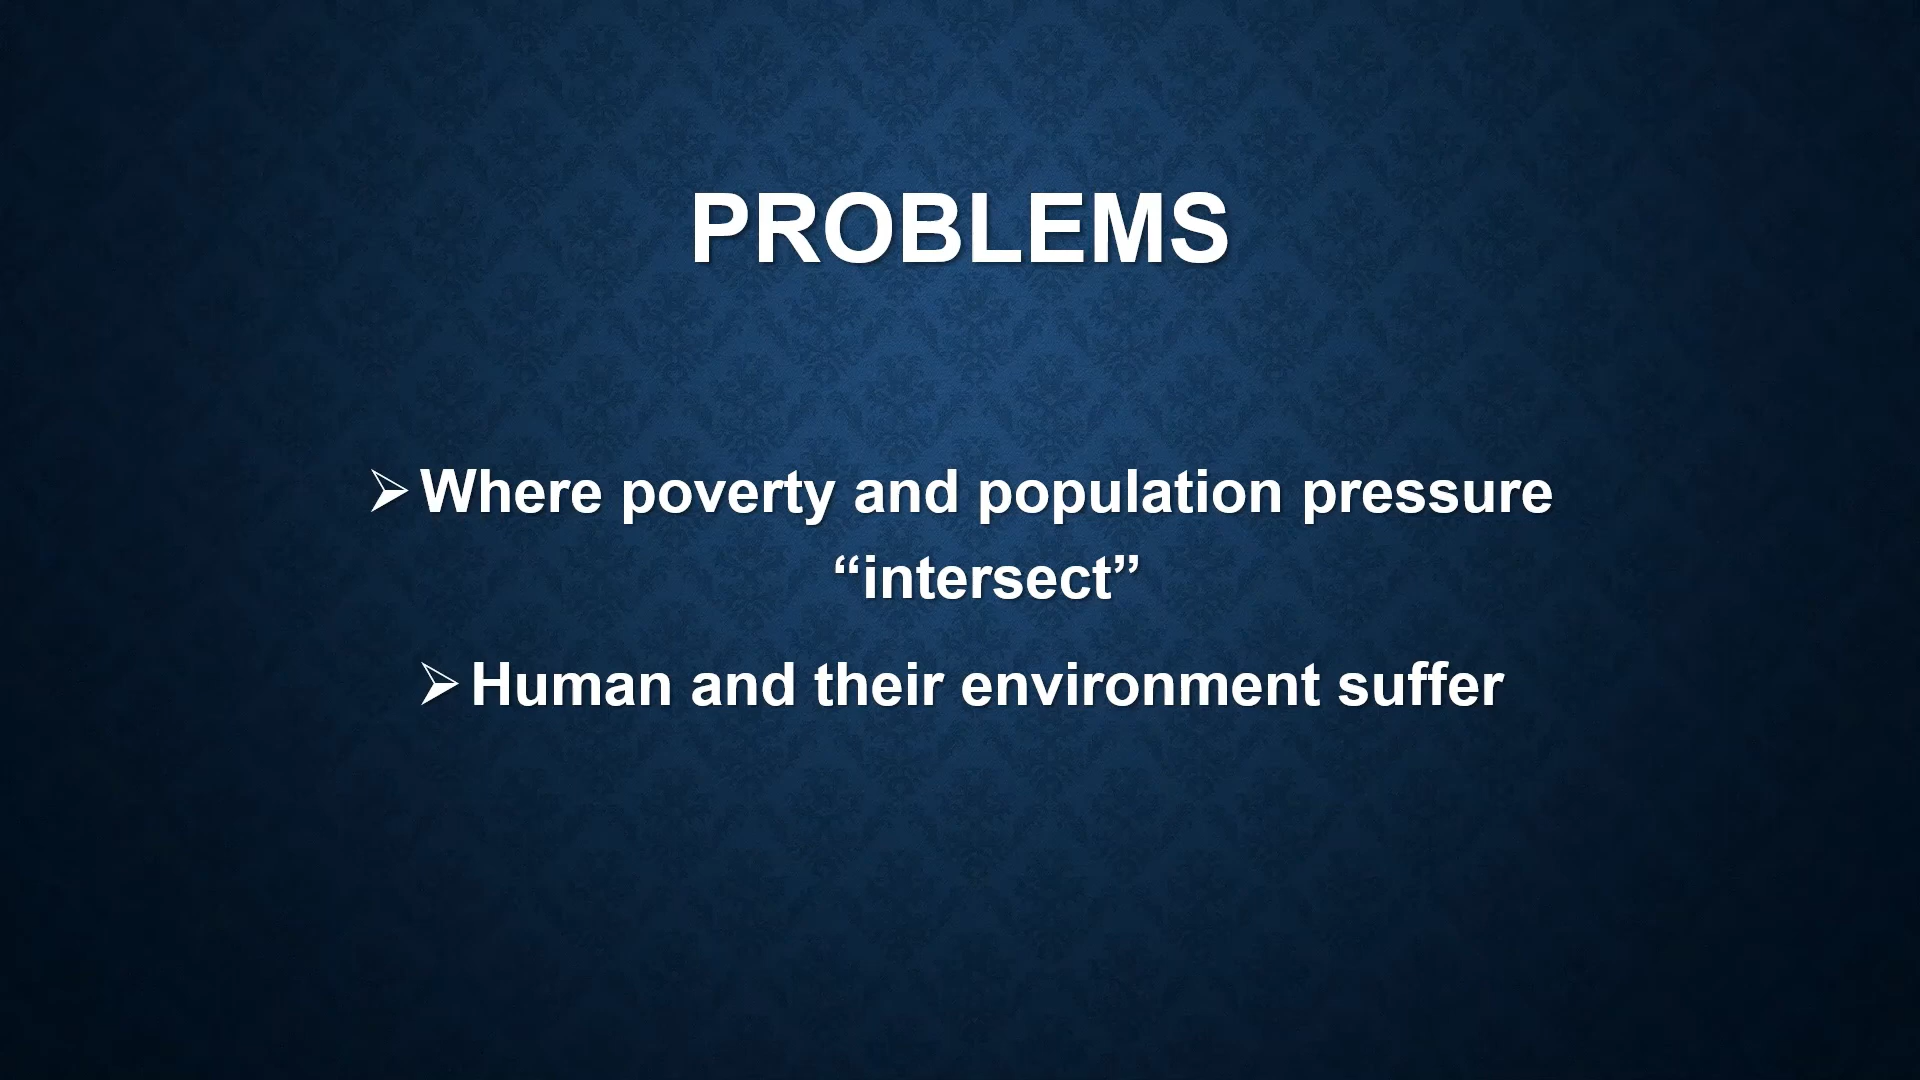 PROBLEMS
➢ Where poverty and population pressure
“intersect”
➢ Human and their environment suffer